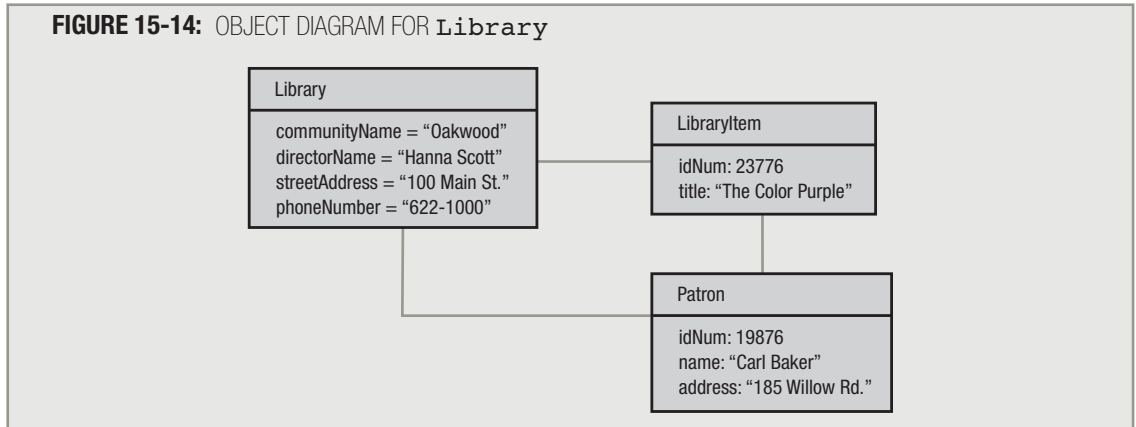 FIGURE 15-14: OBJECT DIAGRAM FOR Library
Library
communityName = “Oakwood”
directorName = “Hanna Scott”
streetAddress = “100 Main St.”
phoneNumber = “622-1000”
LibraryItem
idNum: 23776
title: “The Color Purple”
Patron
idNum: 19876
name: “Carl Baker”
address: “185 Willow Rd.”